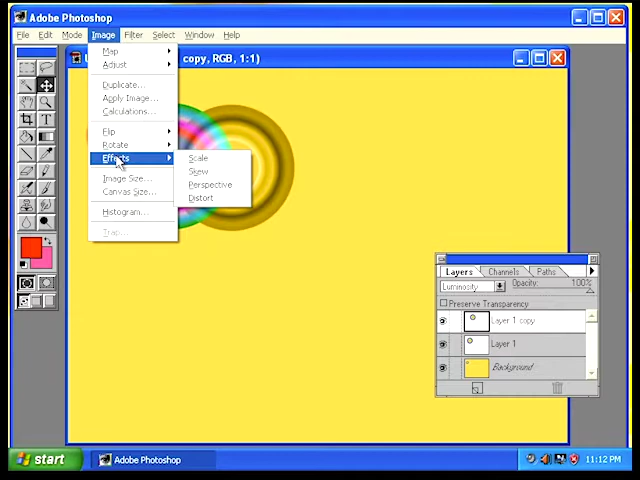 Adobe Photoshop
File Edit Mode Image Filter Select Window Help
copy, RGB, 1:1)
Map
Adjust
Duplicate...
Apply Image...
Calculations...
Flip
Rotate
Effects
Scale
Skew
Perspective
Distort
Image Size...
Canvas Size...
Histogram...
Trap...
Layers Channels Paths
Luminosity Opacity: 100%
Preserve Transparency
Layer 1 copy
Layer 1
Background
start Adobe Photoshop 11:12 PM